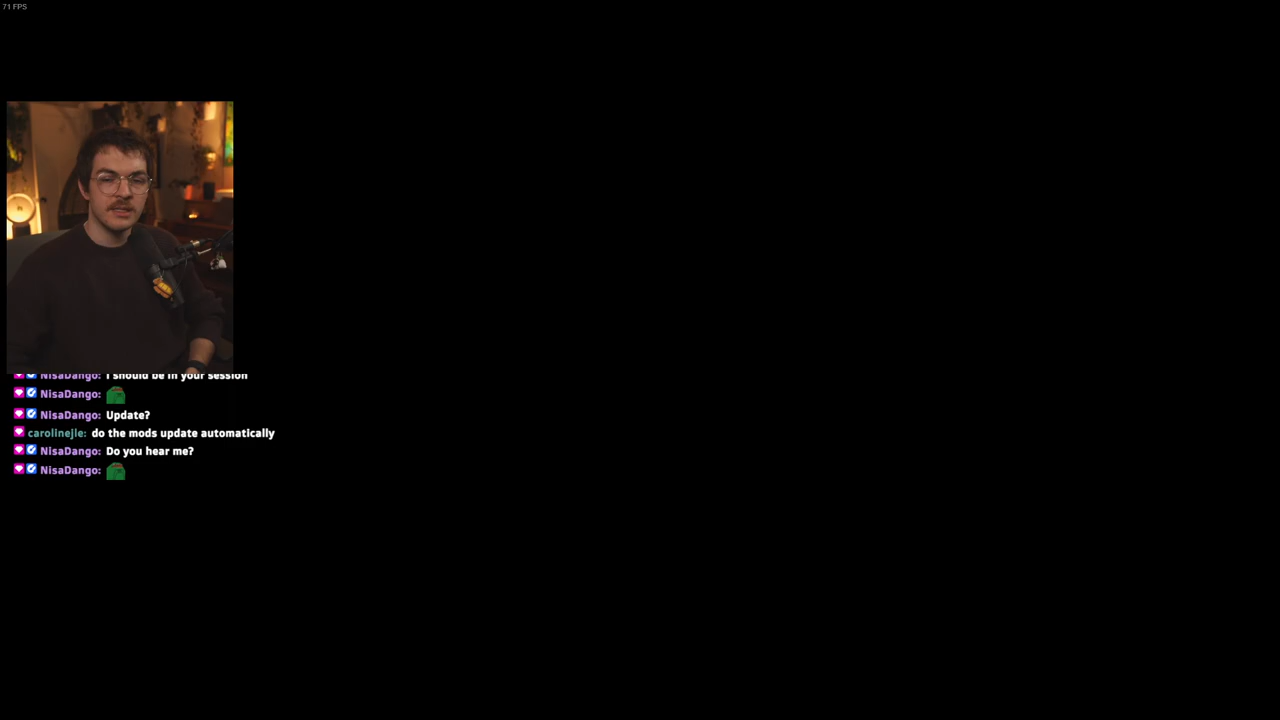 71 FPS
NisaDango: I should be in your session
NisaDango:
NisaDango: Update?
carolinejle: do the mods update automatically
NisaDango: Do you hear me?
NisaDango: